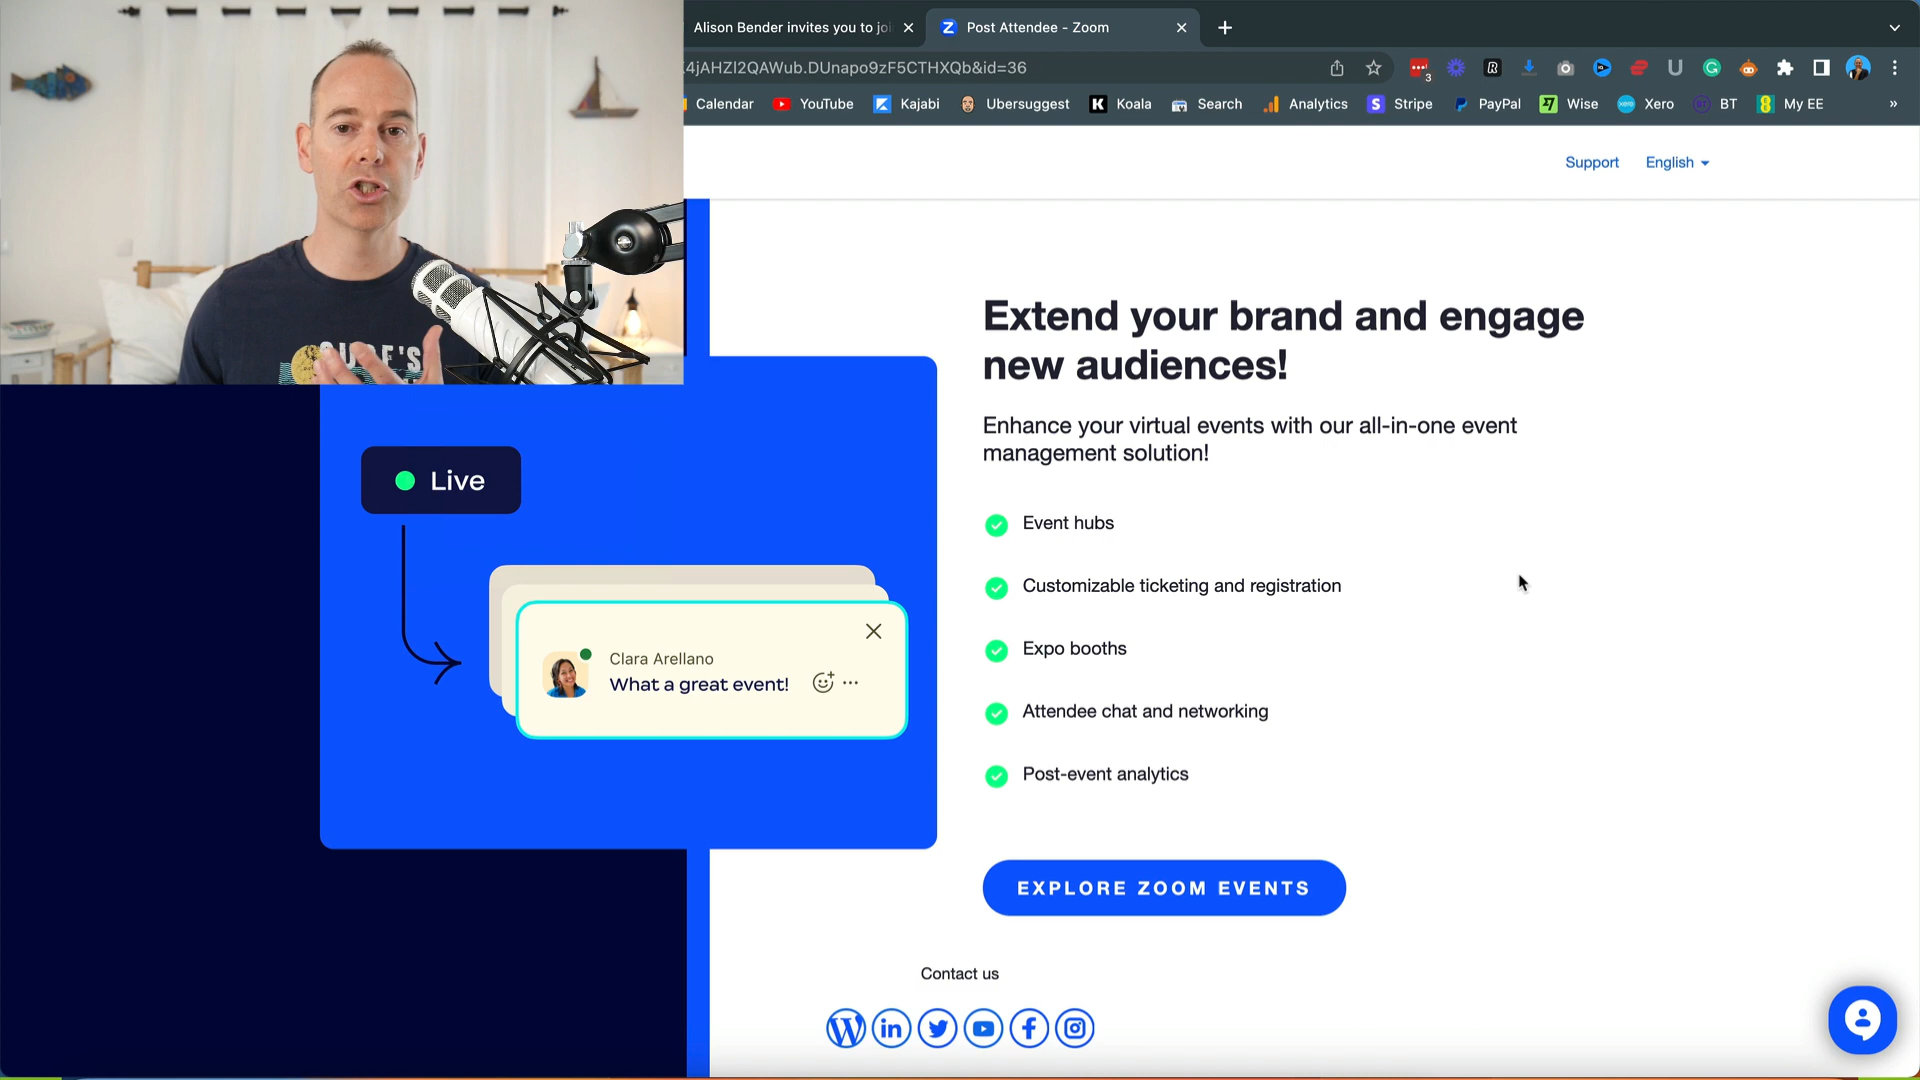 Alison Bender invites you to joi
Post Attendee - Zoom
4jAHZI2QAWub.DUnapo9zF5CTHXQb&id=36
3
Calendar
YouTube
Kajabi
Ubersuggest
K
Koala
Search
Analytics
S
Stripe
PayPal
Wise
xero
Xero
BT
BT
My EE
»
Support
English
Extend your brand and engage
new audiences!
Enhance your virtual events with our all-in-one event
management solution!
Live
Event hubs
Customizable ticketing and registration
Expo booths
Clara Arellano
What a great event!
Attendee chat and networking
Post-event analytics
EXPLORE ZOOM EVENTS
Contact us